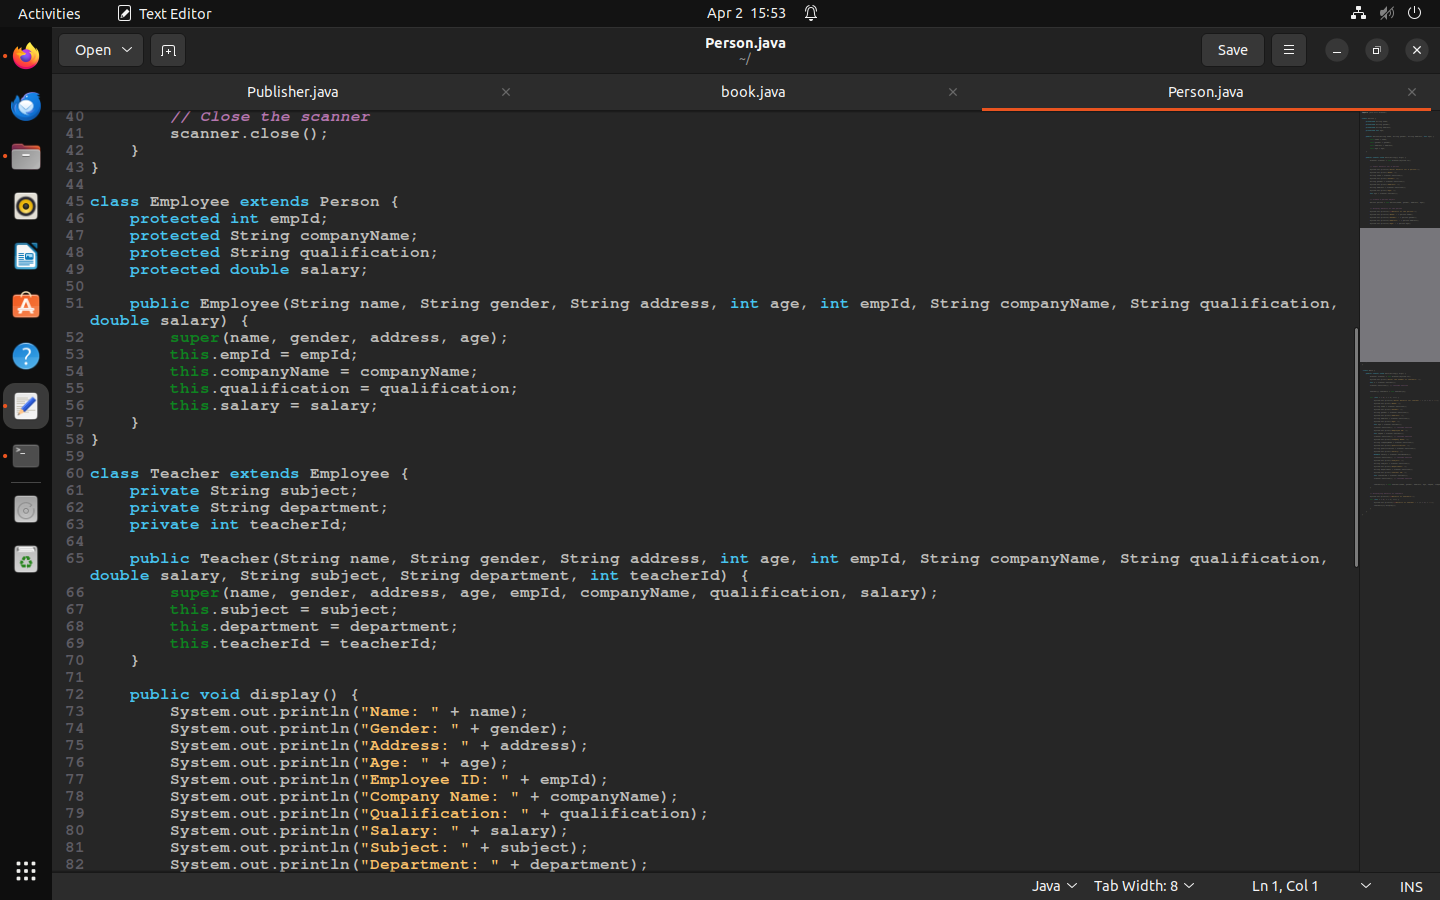 Activities
Text Editor
Apr 2 15:53
Open
Person.java
~/
Save
Publisher.java
book.java
Person.java
40         // Close the scanner
41         scanner.close();
42     }
43 }
44
45 class Employee extends Person {
46     protected int empId;
47     protected String companyName;
48     protected String qualification;
49     protected double salary;
50
51     public Employee(String name, String gender, String address, int age, int empId, String companyName, String qualification,
double salary) {
52         super(name, gender, address, age);
53         this.empId = empId;
54         this.companyName = companyName;
55         this.qualification = qualification;
56         this.salary = salary;
57     }
58 }
59
60 class Teacher extends Employee {
61     private String subject;
62     private String department;
63     private int teacherId;
64
65     public Teacher(String name, String gender, String address, int age, int empId, String companyName, String qualification,
double salary, String subject, String department, int teacherId) {
66         super(name, gender, address, age, empId, companyName, qualification, salary);
67         this.subject = subject;
68         this.department = department;
69         this.teacherId = teacherId;
70     }
71
72     public void display() {
73         System.out.println("Name: " + name);
74         System.out.println("Gender: " + gender);
75         System.out.println("Address: " + address);
76         System.out.println("Age: " + age);
77         System.out.println("Employee ID: " + empId);
78         System.out.println("Company Name: " + companyName);
79         System.out.println("Qualification: " + qualification);
80         System.out.println("Salary: " + salary);
81         System.out.println("Subject: " + subject);
82         System.out.println("Department: " + department);
Java
Tab Width: 8
Ln 1, Col 1
INS